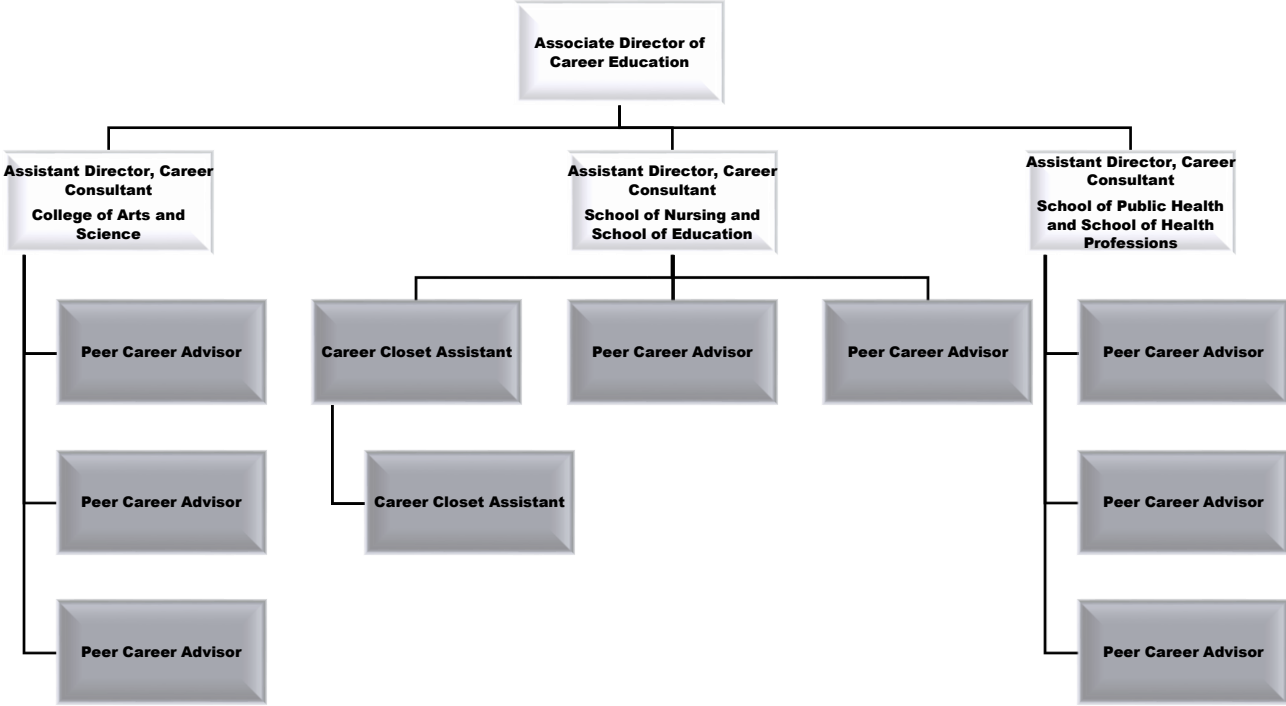 Associate Director of
Career Education
Assistant Director, Career
Consultant
College of Arts and
Science
Assistant Director, Career
Consultant
School of Nursing and
School of Education
Assistant Director, Career
Consultant
School of Public Health
and School of Health
Professions
Peer Career Advisor
Career Closet Assistant
Peer Career Advisor
Peer Career Advisor
Peer Career Advisor
Peer Career Advisor
Career Closet Assistant
Peer Career Advisor
Peer Career Advisor
Peer Career Advisor